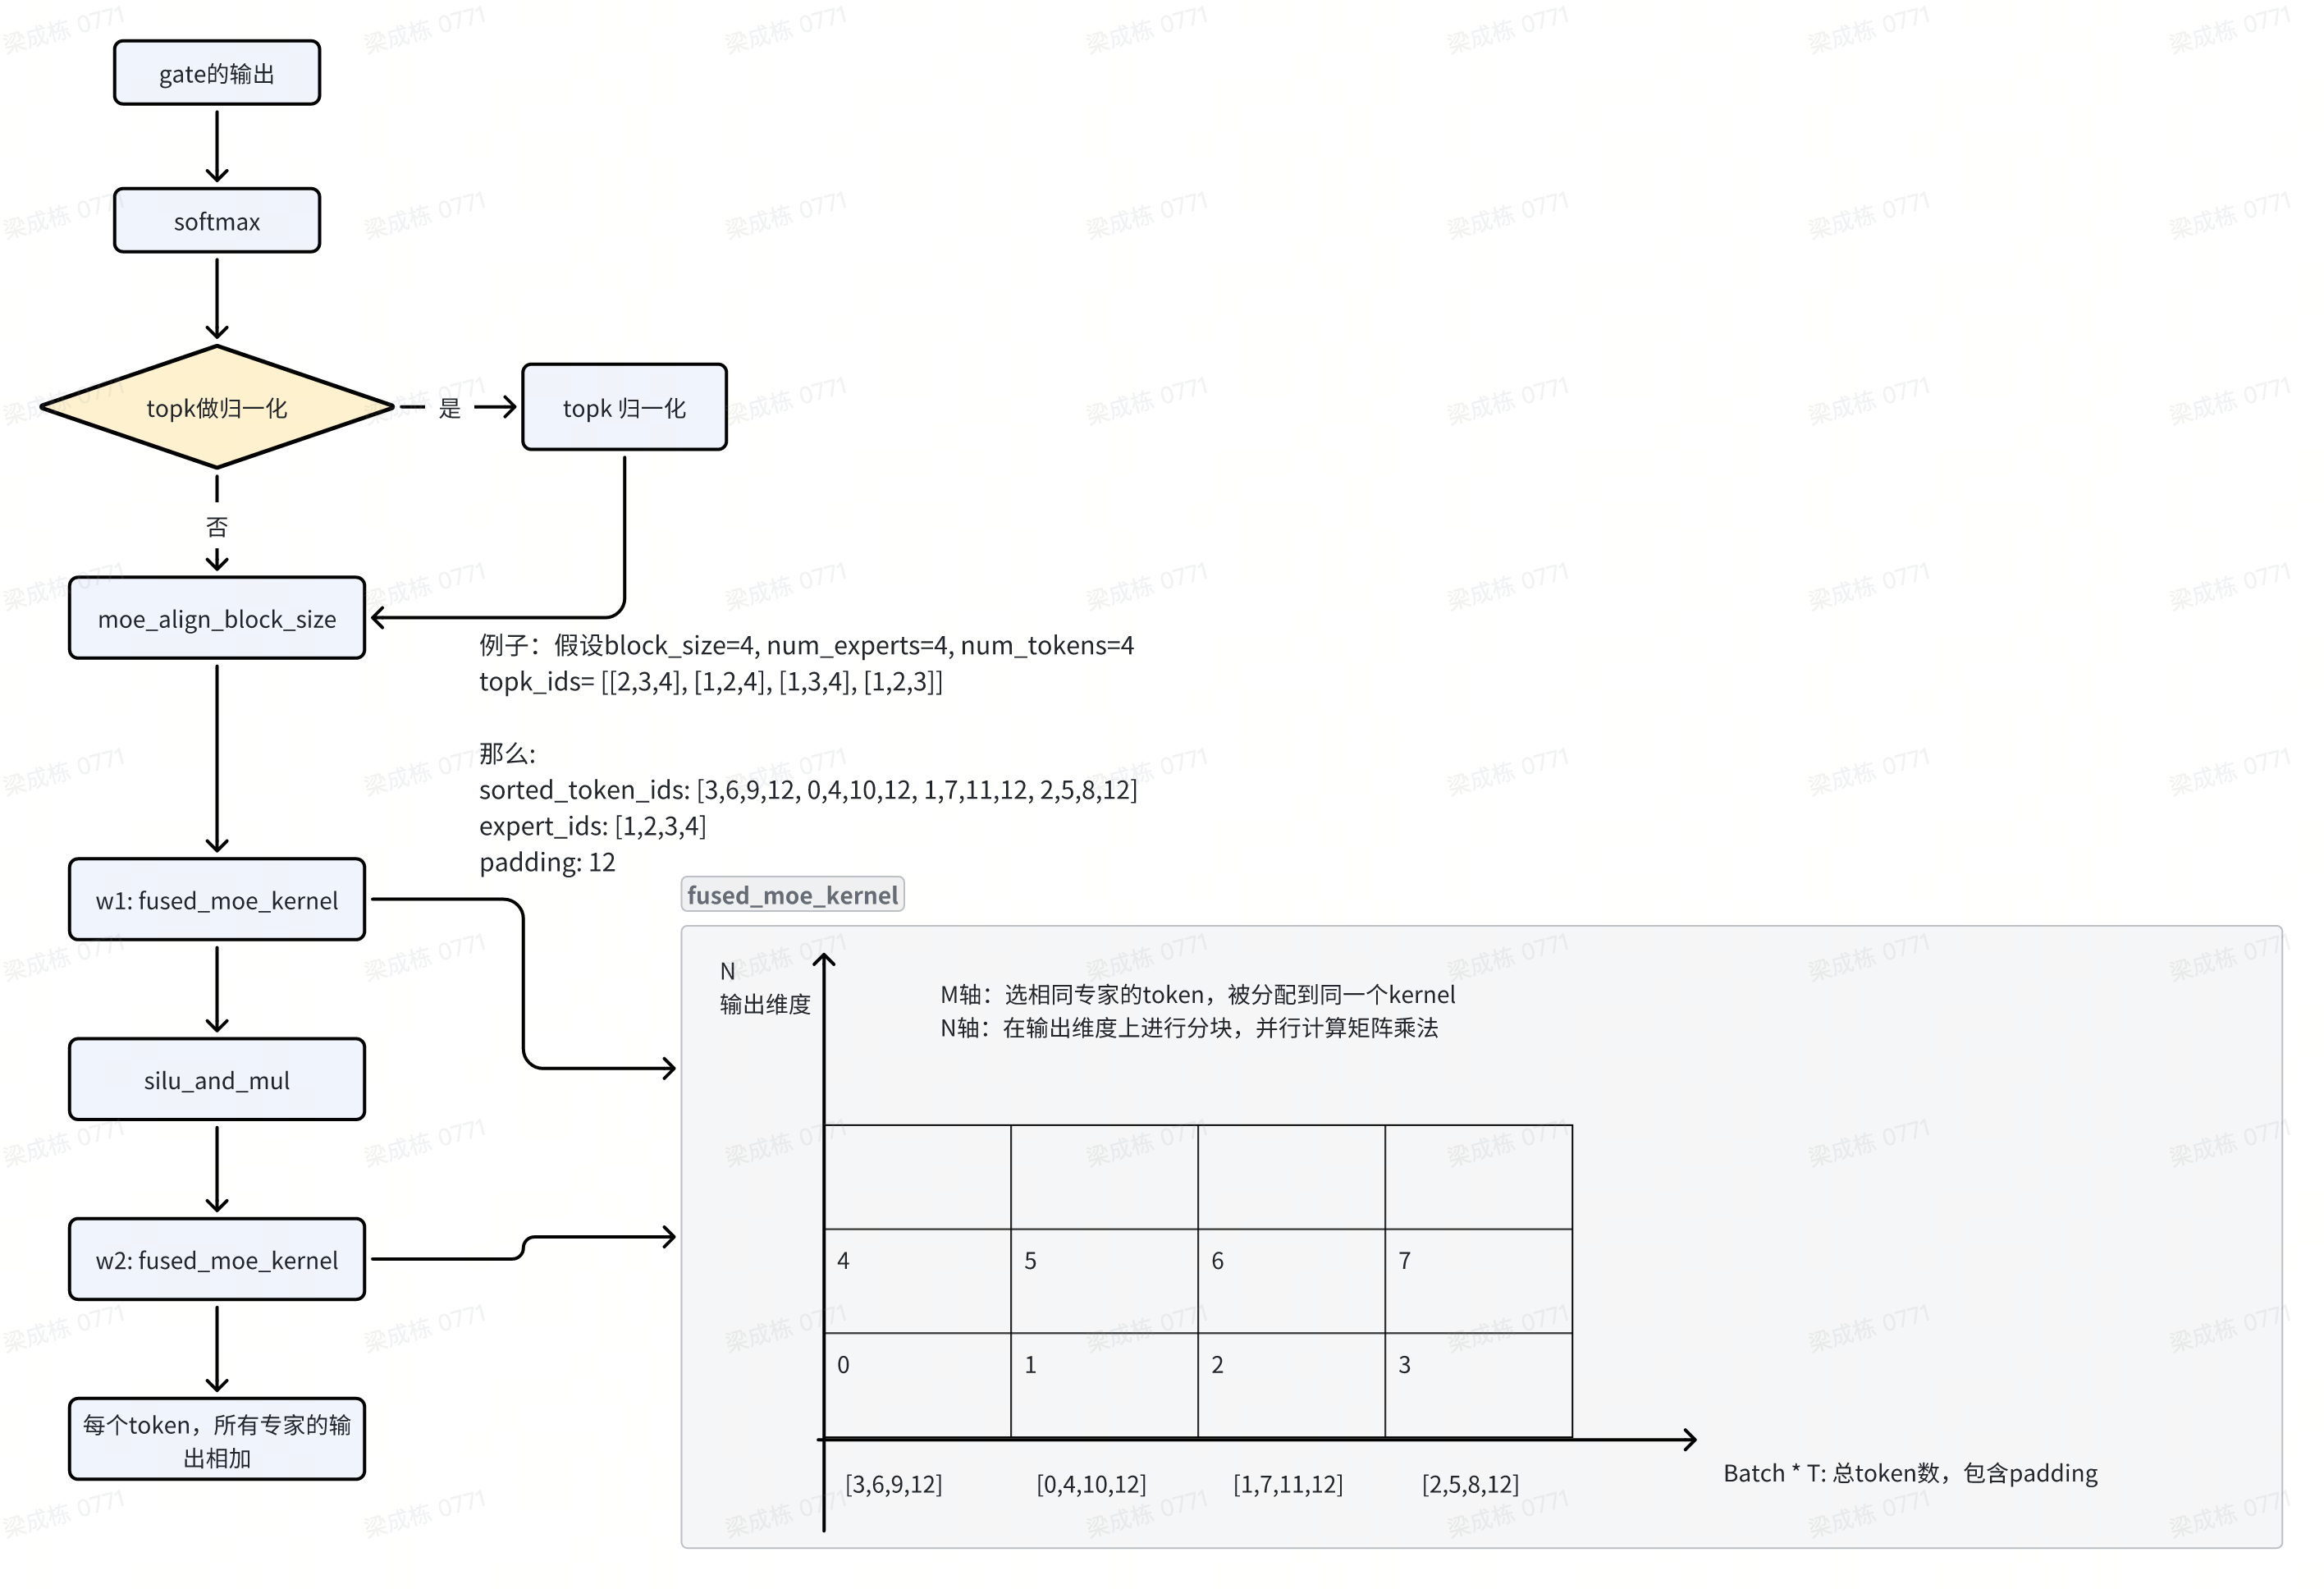 gate的输出
softmax
topk做归一化
是
topk 归一化
否
moe_align_block_size
例子：假设block_size=4, num_experts=4, num_tokens=4
topk_ids= [[2,3,4], [1,2,4], [1,3,4], [1,2,3]]
那么:
sorted_token_ids: [3,6,9,12, 0,4,10,12, 1,7,11,12, 2,5,8,12]
expert_ids: [1,2,3,4]
padding: 12
w1: fused_moe_kernel
silu_and_mul
w2: fused_moe_kernel
每个token，所有专家的输
出相加
fused_moe_kernel
N
输出维度
M轴：选相同专家的token，被分配到同一个kernel
N轴：在输出维度上进行分块，并行计算矩阵乘法
4 5 6 7
0 1 2 3
[3,6,9,12] [0,4,10,12] [1,7,11,12] [2,5,8,12]
Batch * T: 总token数，包含padding
梁成栋 0771